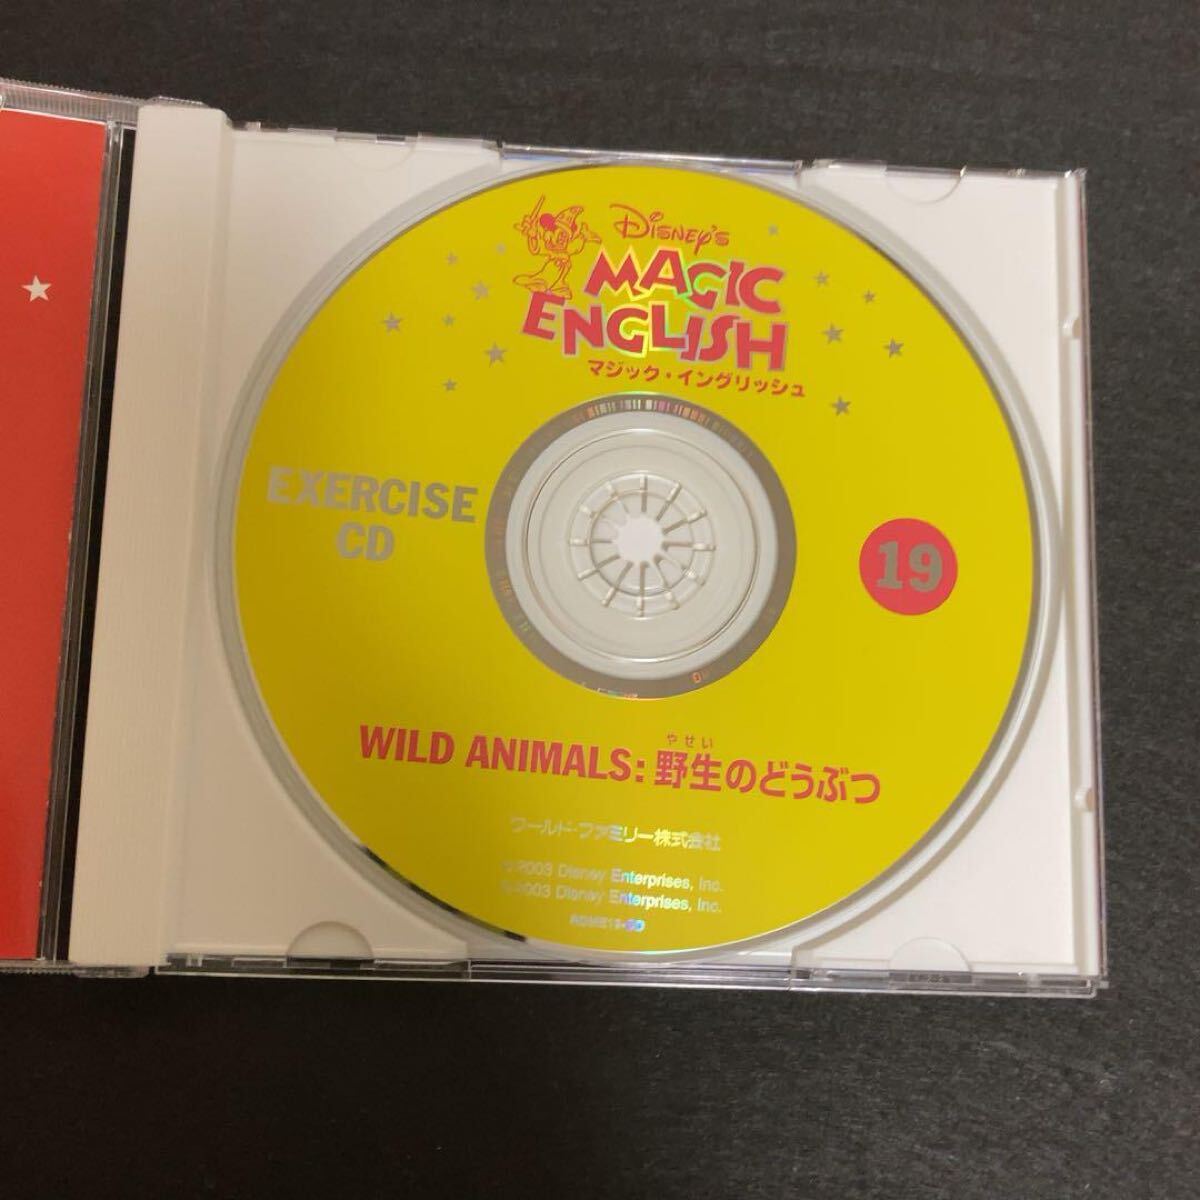 Disney's
MAGIC
ENGLISH
マジック・イングリッシュ
EXERCISE
CD
19
やせい
WILD ANIMALS: 野生のどうぶつ
ワールド・ファミリー株式会社
©2003 Disney Enterprises, Inc.
℗2003 Disney Enterprises, Inc.